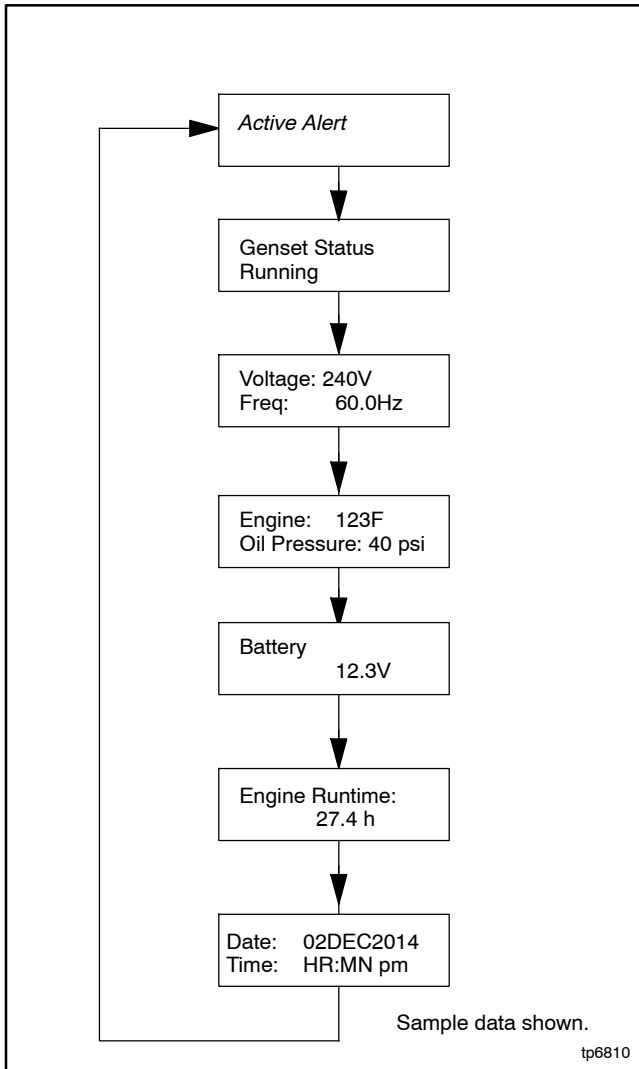 Active Alert
Genset Status
Running
Voltage: 240V
Freq: 60.0Hz
Engine: 123F
Oil Pressure: 40 psi
Battery
12.3V
Engine Runtime:
27.4 h
Date: 02DEC2014
Time: HR:MN pm
Sample data shown.
tp6810